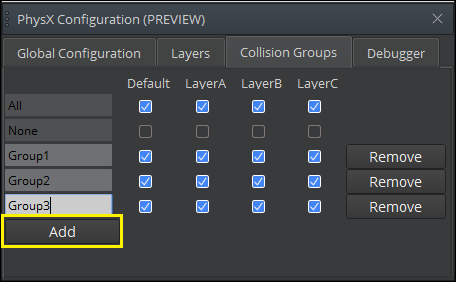 PhysX Configuration (PREVIEW)
Global Configuration Layers Collision Groups Debugger
Default LayerA LayerB LayerC
All
None
Group1 Remove
Group2 Remove
Group3 Remove
Add